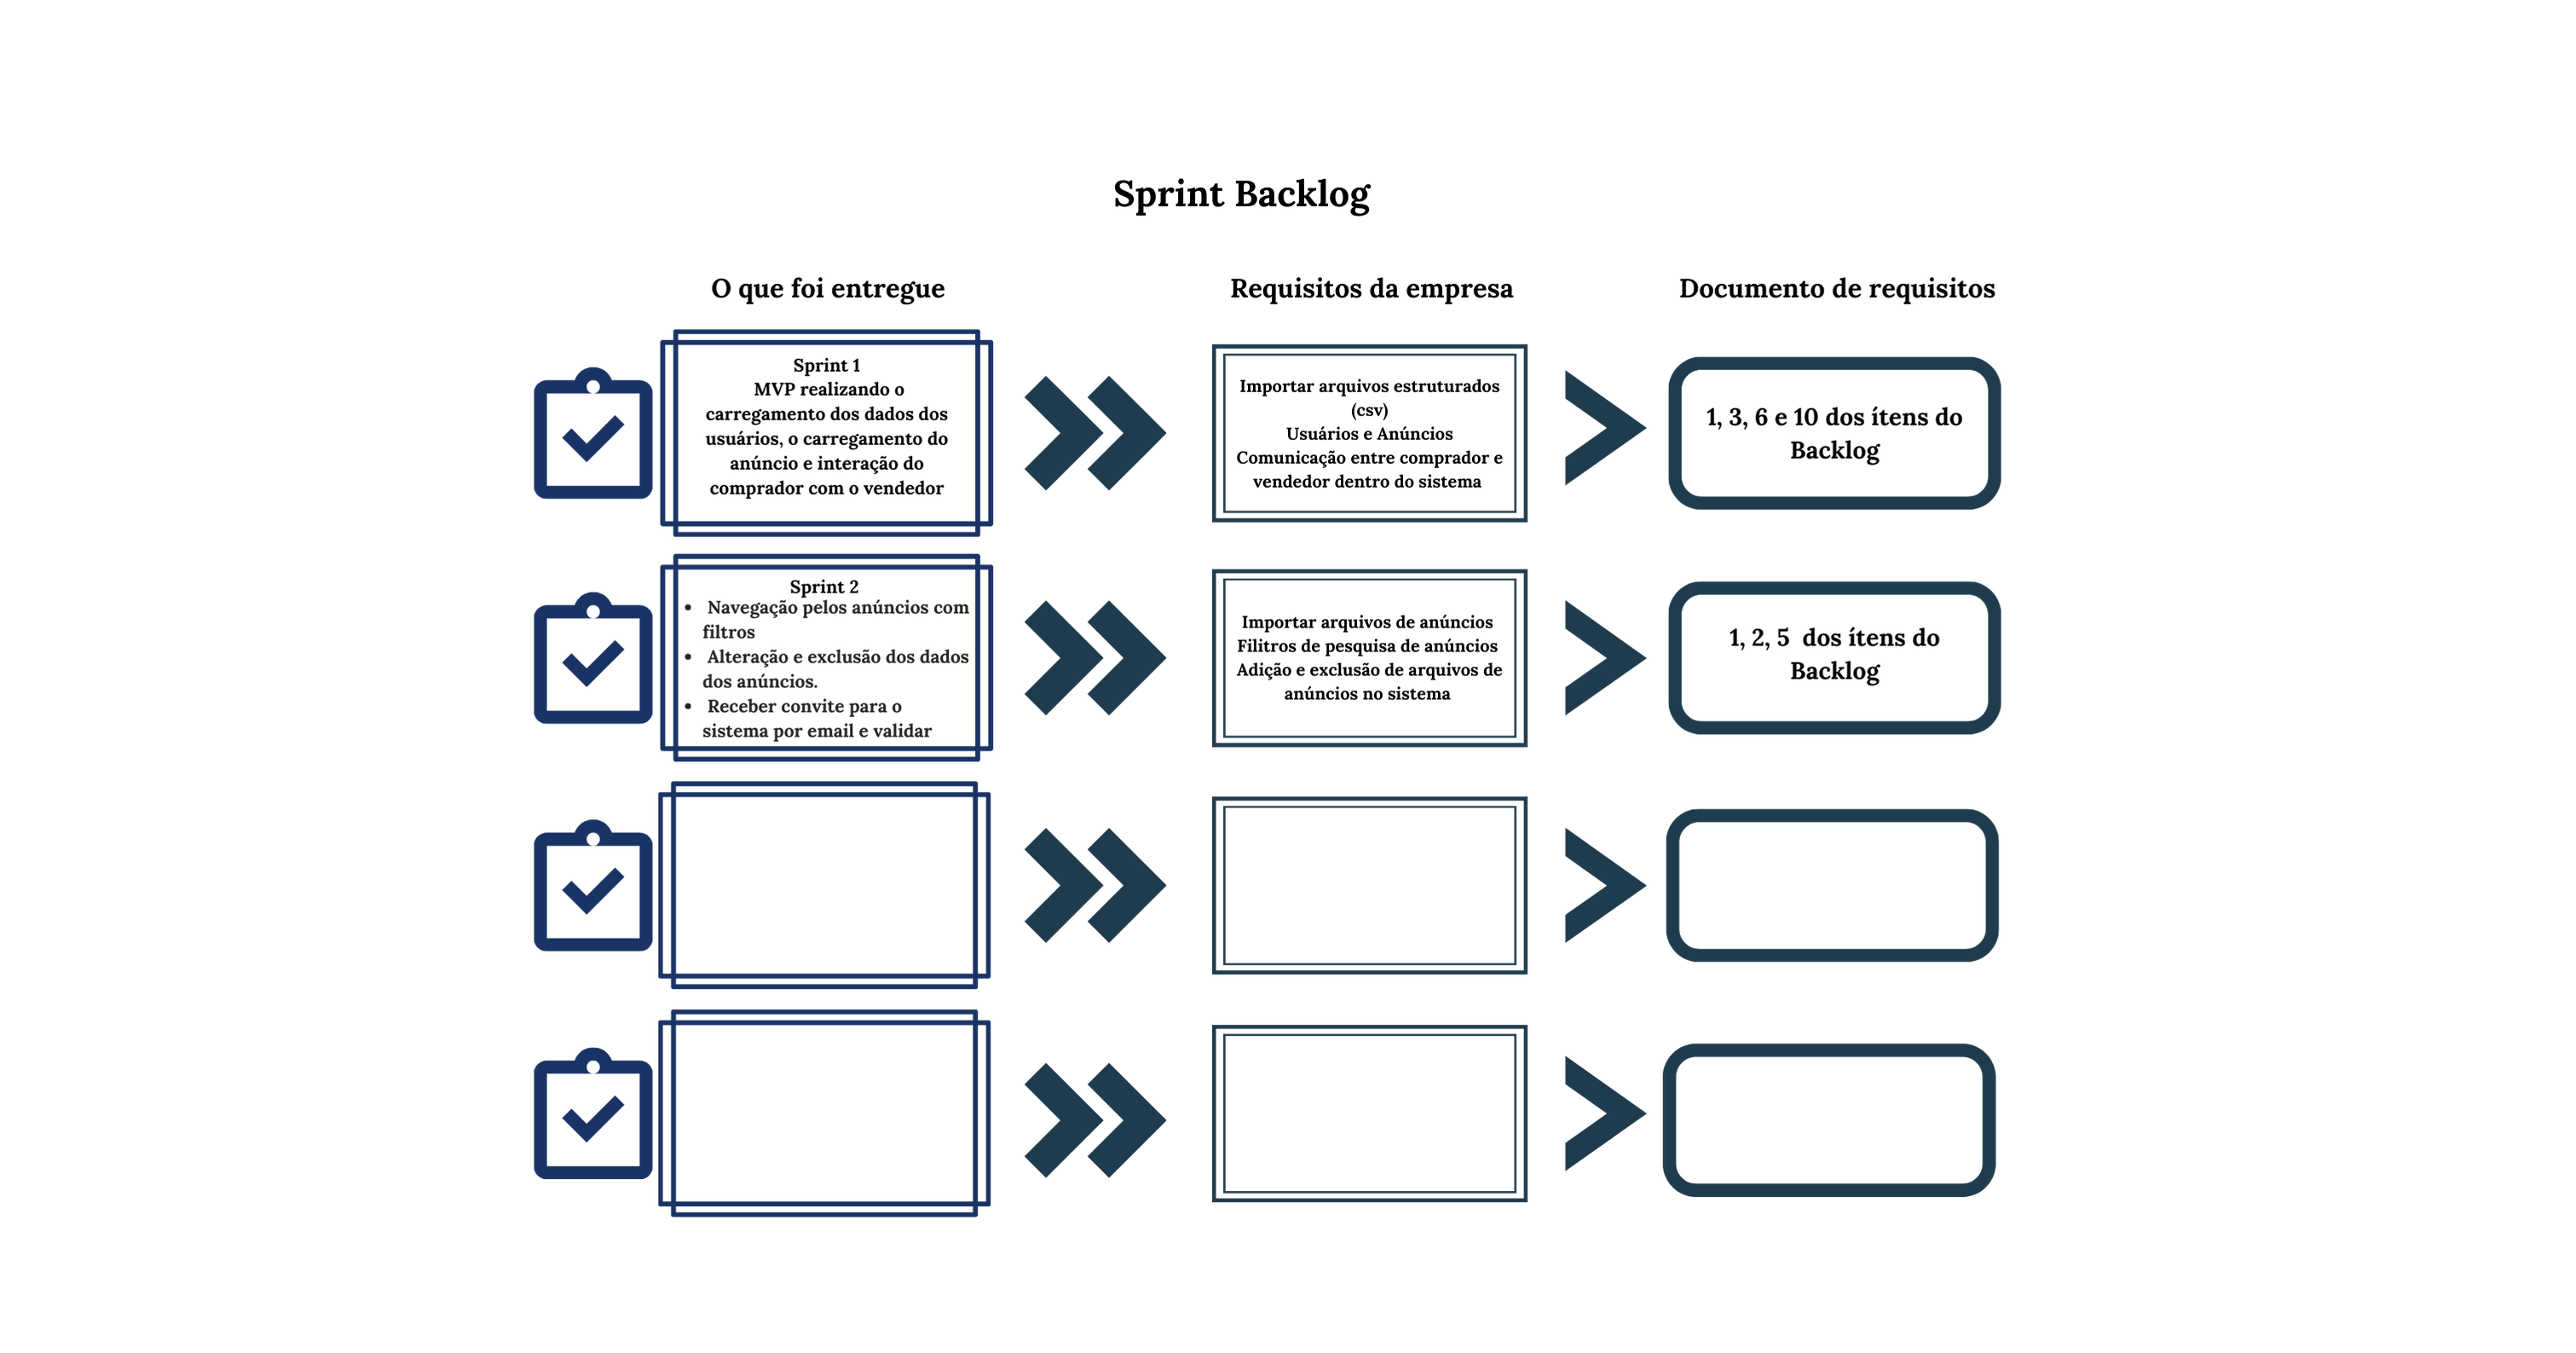 Sprint Backlog
O que foi entregue
Requisitos da empresa
Documento de requisitos
Sprint 1
MVP realizando o
carregamento dos dados dos
usuários, o carregamento do
anúncio e interação do
comprador com o vendedor
Importar arquivos estruturados
(csv)
Usuários e Anúncios
Comunicação entre comprador e
vendedor dentro do sistema
1, 3, 6 e 10 dos ítens do
Backlog
Sprint 2
• Navegação pelos anúncios com
filtros
• Alteração e exclusão dos dados
dos anúncios.
• Receber convite para o
sistema por email e validar
Importar arquivos de anúncios
Filitros de pesquisa de anúncios
Adição e exclusão de arquivos de
anúncios no sistema
1, 2, 5 dos ítens do
Backlog